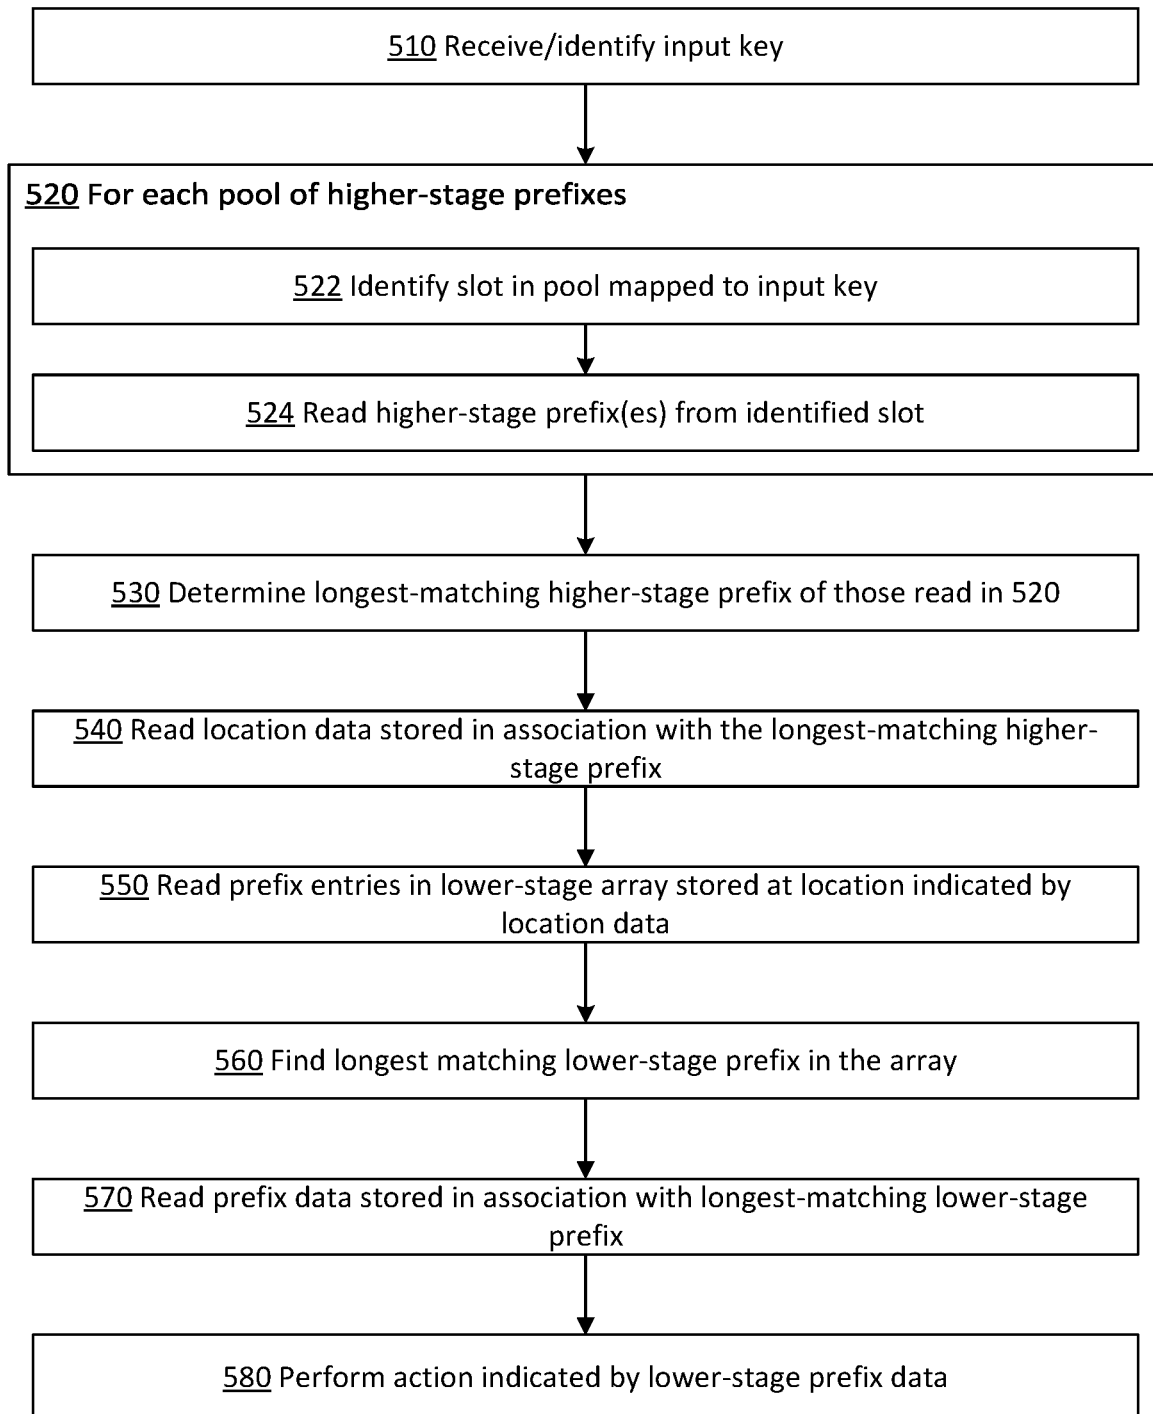 510 Receive/identify input key
520 For each pool of higher-stage prefixes
522 Identify slot in pool mapped to input key
524 Read higher-stage prefix(es) from identified slot
530 Determine longest-matching higher-stage prefix of those read in 520
540 Read location data stored in association with the longest-matching higher-
stage prefix
550 Read prefix entries in lower-stage array stored at location indicated by
location data
560 Find longest matching lower-stage prefix in the array
570 Read prefix data stored in association with longest-matching lower-stage
prefix
580 Perform action indicated by lower-stage prefix data